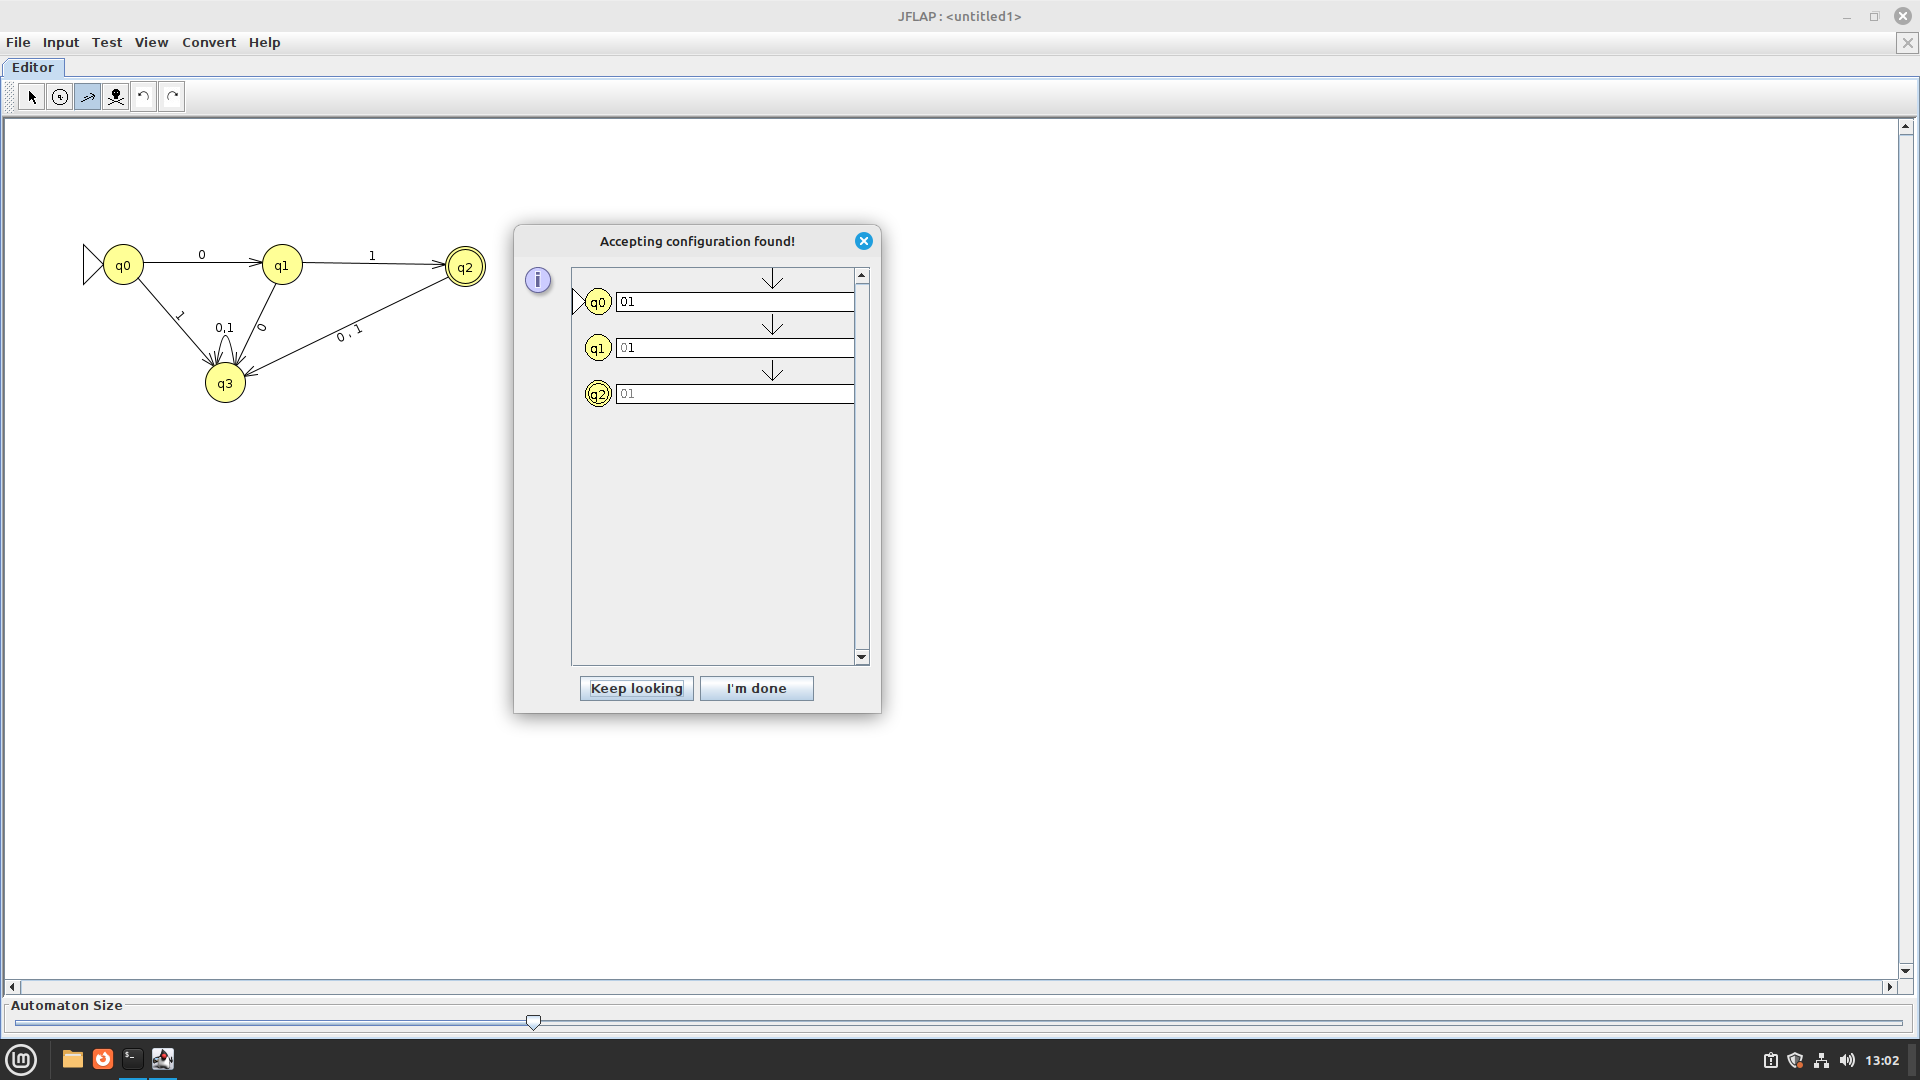 JFLAP : <untitled1>
File Input Test View Convert Help
Editor
q0 0 q1 1 q2
1 0,1 0 0 , 1
q3
Accepting configuration found!
q0 01
q1 01
q2 01
Keep looking I'm done
Automaton Size
13:02